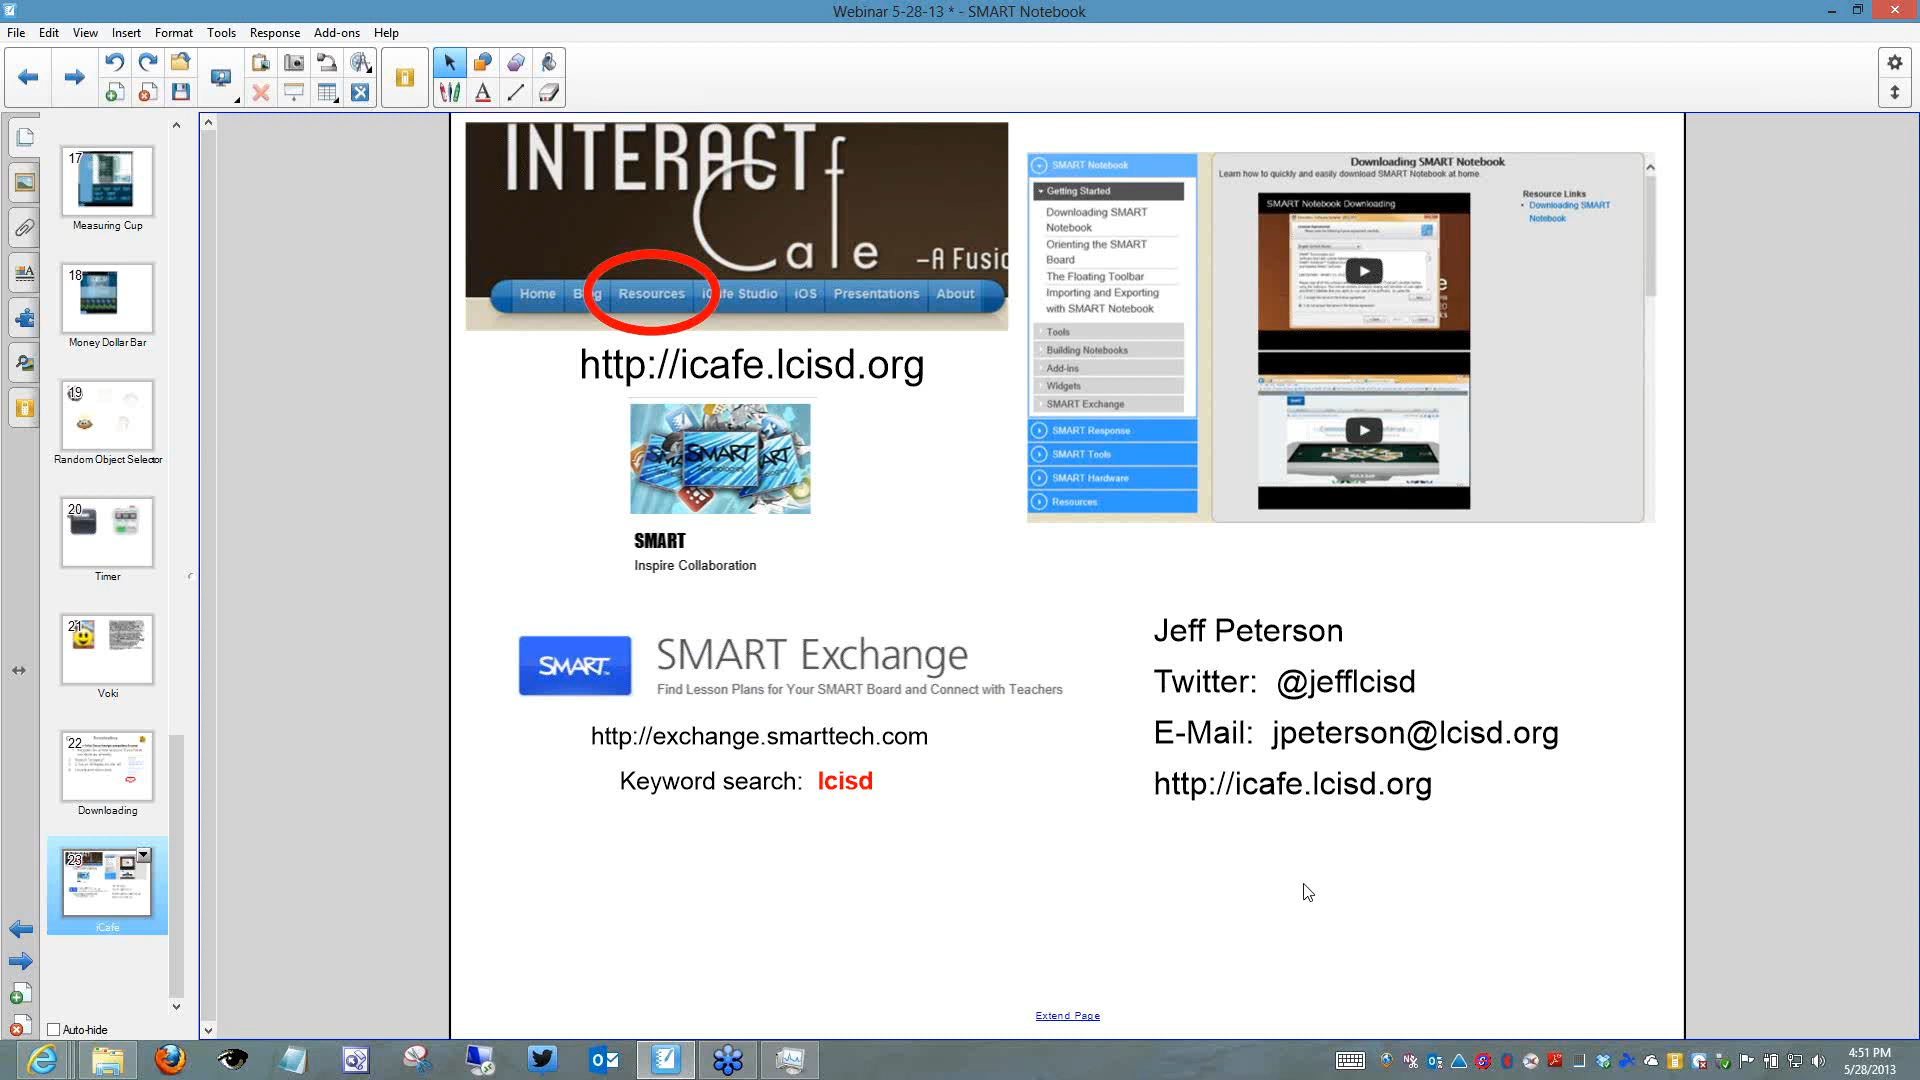 Webinar 5-28-13 * - SMART Notebook
File Edit View Insert Format Tools Response Add-ons Help
17
Measuring Cup
18
Money Dollar Bar
19
Random Object Selector
20
Timer
21
Voki
22
Downloading
23
iCafe
Auto-hide
INTERACTf
Cafe –A Fusio
Home Blog Resources iCafe Studio iOS Presentations About
http://icafe.lcisd.org
SMART
SMART
Inspire Collaboration
SMART
SMART Exchange
Find Lesson Plans for Your SMART Board and Connect with Teachers
http://exchange.smarttech.com
Keyword search: lcisd
SMART Notebook
Getting Started
Downloading SMART
Notebook
Orienting the SMART
Board
The Floating Toolbar
Importing and Exporting
with SMART Notebook
Tools
Building Notebooks
Add-ins
Widgets
SMART Exchange
SMART Response
SMART Tools
SMART Hardware
Resources
Downloading SMART Notebook
Learn how to quickly and easily download SMART Notebook at home.
SMART Notebook Downloading
Resource Links
Downloading SMART
Notebook
Jeff Peterson
Twitter: @jefflcisd
E-Mail: jpeterson@lcisd.org
http://icafe.lcisd.org
Extend Page
4:51 PM
5/28/2013